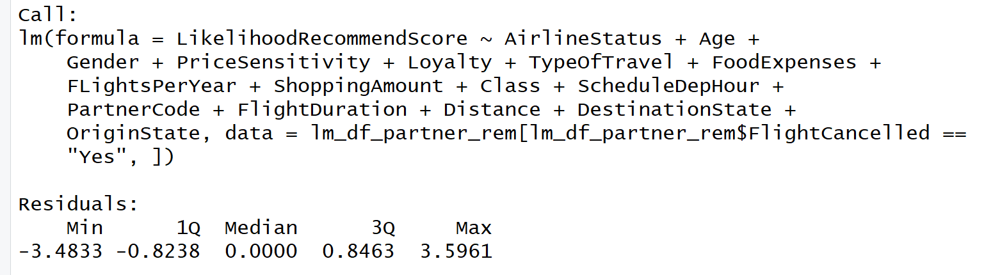 Call:
lm(formula = LikelihoodRecommendScore ~ AirlineStatus + Age +
Gender + PriceSensitivity + Loyalty + TypeOfTravel + FoodExpenses +
FLightsPerYear + ShoppingAmount + Class + ScheduleDepHour +
PartnerCode + FlightDuration + Distance + DestinationState +
OriginState, data = lm_df_partner_rem[lm_df_partner_rem$FlightCancelled ==
"Yes", ])
Residuals:
Min 1Q Median 3Q Max
-3.4833 -0.8238 0.0000 0.8463 3.5961